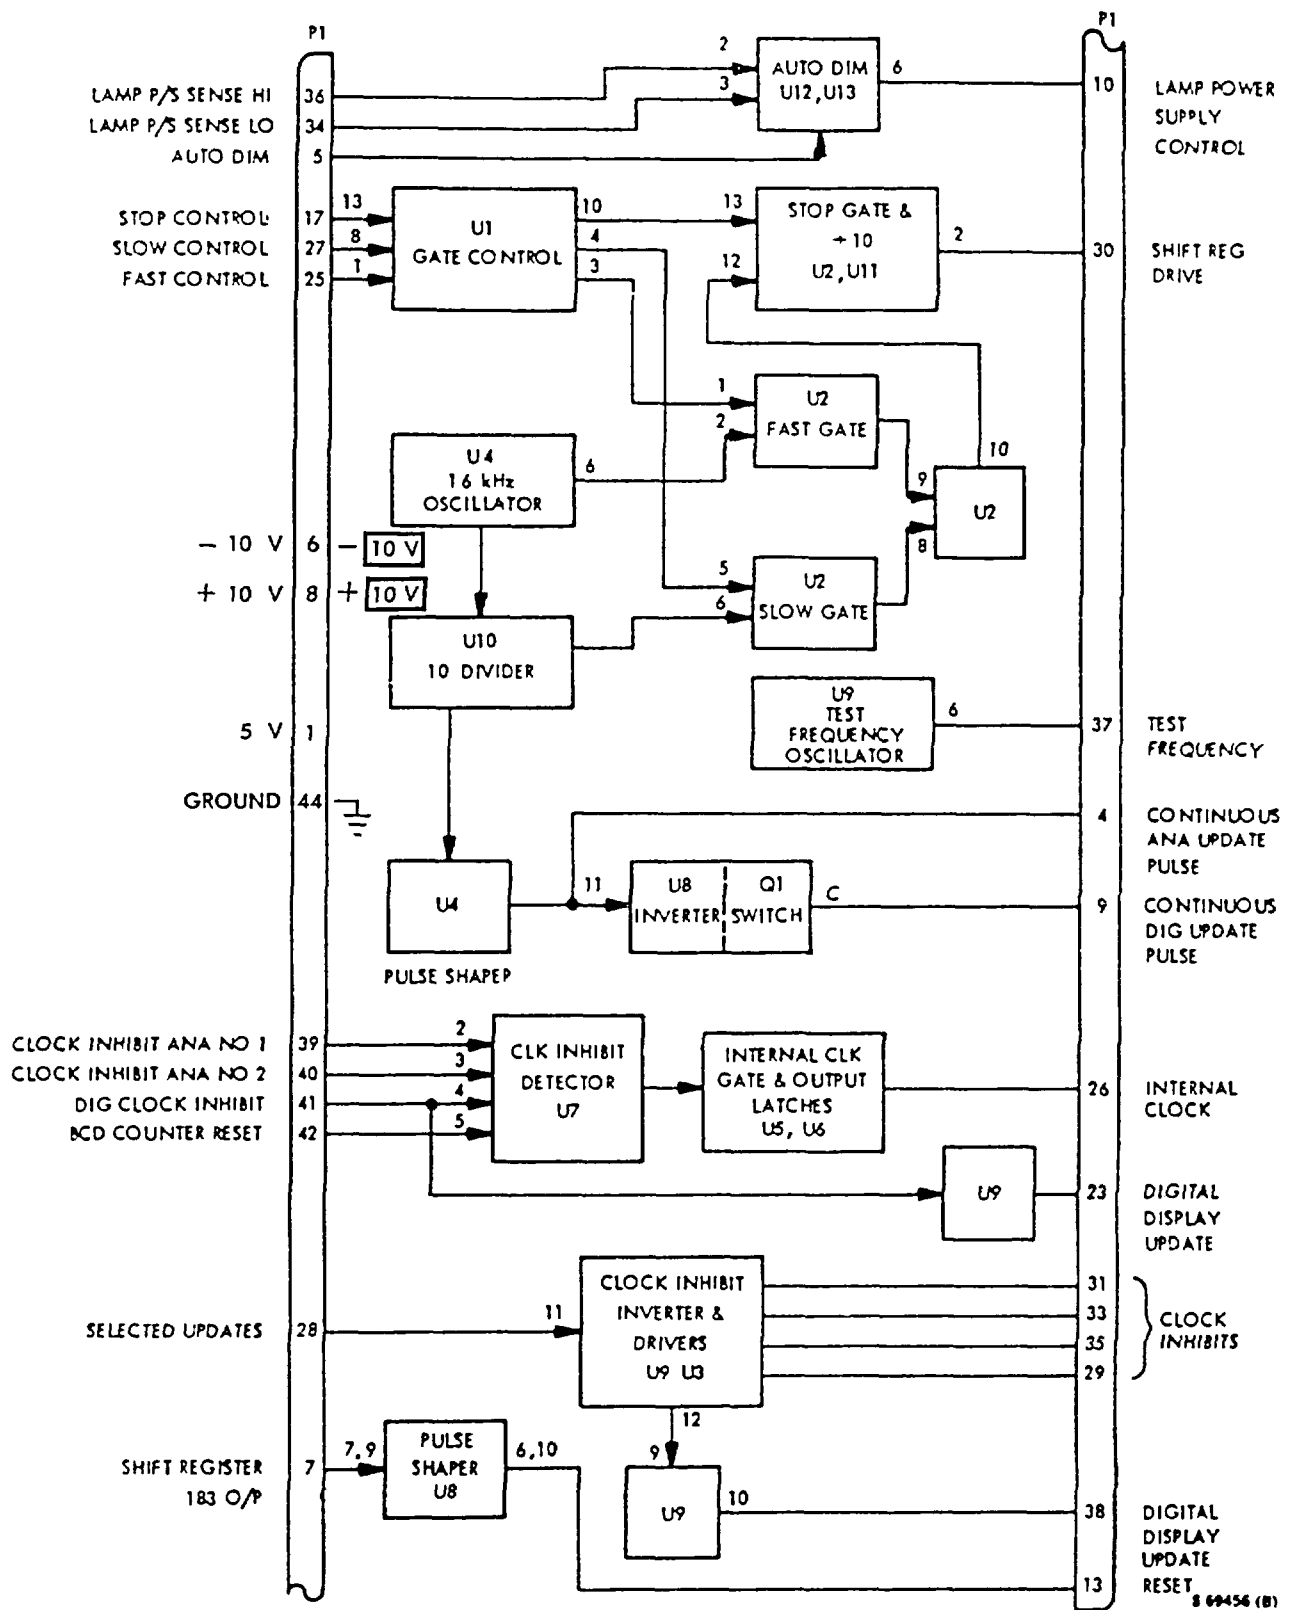 P1
P1
2
AUTO DIM
U12,U13
3
6
10
LAMP POWER
SUPPLY
CONTROL
LAMP P/S SENSE HI
36
LAMP P/S SENSE LO
34
AUTO DIM
5
STOP CONTROL
17
13
SLOW CONTROL
27
8
FAST CONTROL
25
1
U1
GATE CONTROL
10
4
3
13
12
STOP GATE &
÷10
U2,U11
2
30
SHIFT REG
DRIVE
1
2
U2
FAST GATE
U4
16 kHz
OSCILLATOR
6
10
9
8
U2
- 10 V
6
- 10 V
+ 10 V
8
+ 10 V
5
6
U2
SLOW GATE
U10
10 DIVIDER
U9
TEST
FREQUENCY
OSCILLATOR
6
37
TEST
FREQUENCY
5 V
1
GROUND
44
4
CONTINUOUS
ANA UPDATE
PULSE
U4
PULSE SHAPEP
11
U8
INVERTER
Q1
SWITCH
C
9
CONTINUOUS
DIG UPDATE
PULSE
CLOCK INHIBIT ANA NO 1
39
2
CLOCK INHIBIT ANA NO 2
40
3
DIG CLOCK INHIBIT
41
4
BCD COUNTER RESET
42
5
CLK INHIBIT
DETECTOR
U7
INTERNAL CLK
GATE & OUTPUT
LATCHES
U5, U6
26
INTERNAL
CLOCK
U9
23
DIGITAL
DISPLAY
UPDATE
SELECTED UPDATES
28
11
CLOCK INHIBIT
INVERTER &
DRIVERS
U9 U3
31
33
35
29
CLOCK
INHIBITS
12
SHIFT REGISTER
183 O/P
7
7,9
PULSE
SHAPER
U8
6,10
9
U9
10
38
DIGITAL
DISPLAY
UPDATE
13
RESET
8 69456 (B)